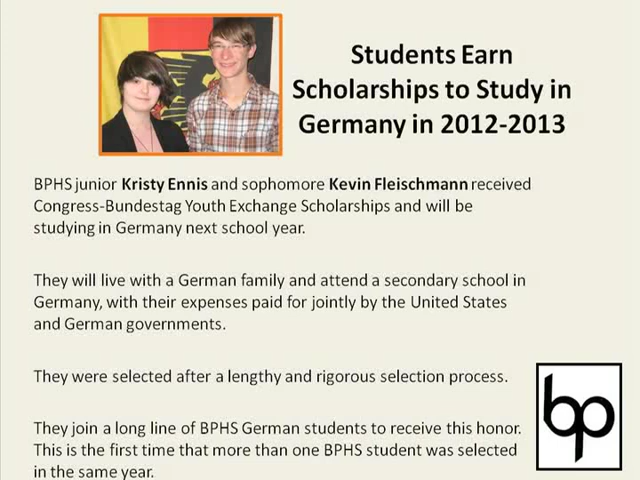 Students Earn
Scholarships to Study in
Germany in 2012-2013
BPHS junior Kristy Ennis and sophomore Kevin Fleischmann received
Congress-Bundestag Youth Exchange Scholarships and will be
studying in Germany next school year.
They will live with a German family and attend a secondary school in
Germany, with their expenses paid for jointly by the United States
and German governments.
They were selected after a lengthy and rigorous selection process.
They join a long line of BPHS German students to receive this honor.
This is the first time that more than one BPHS student was selected
in the same year.
bp